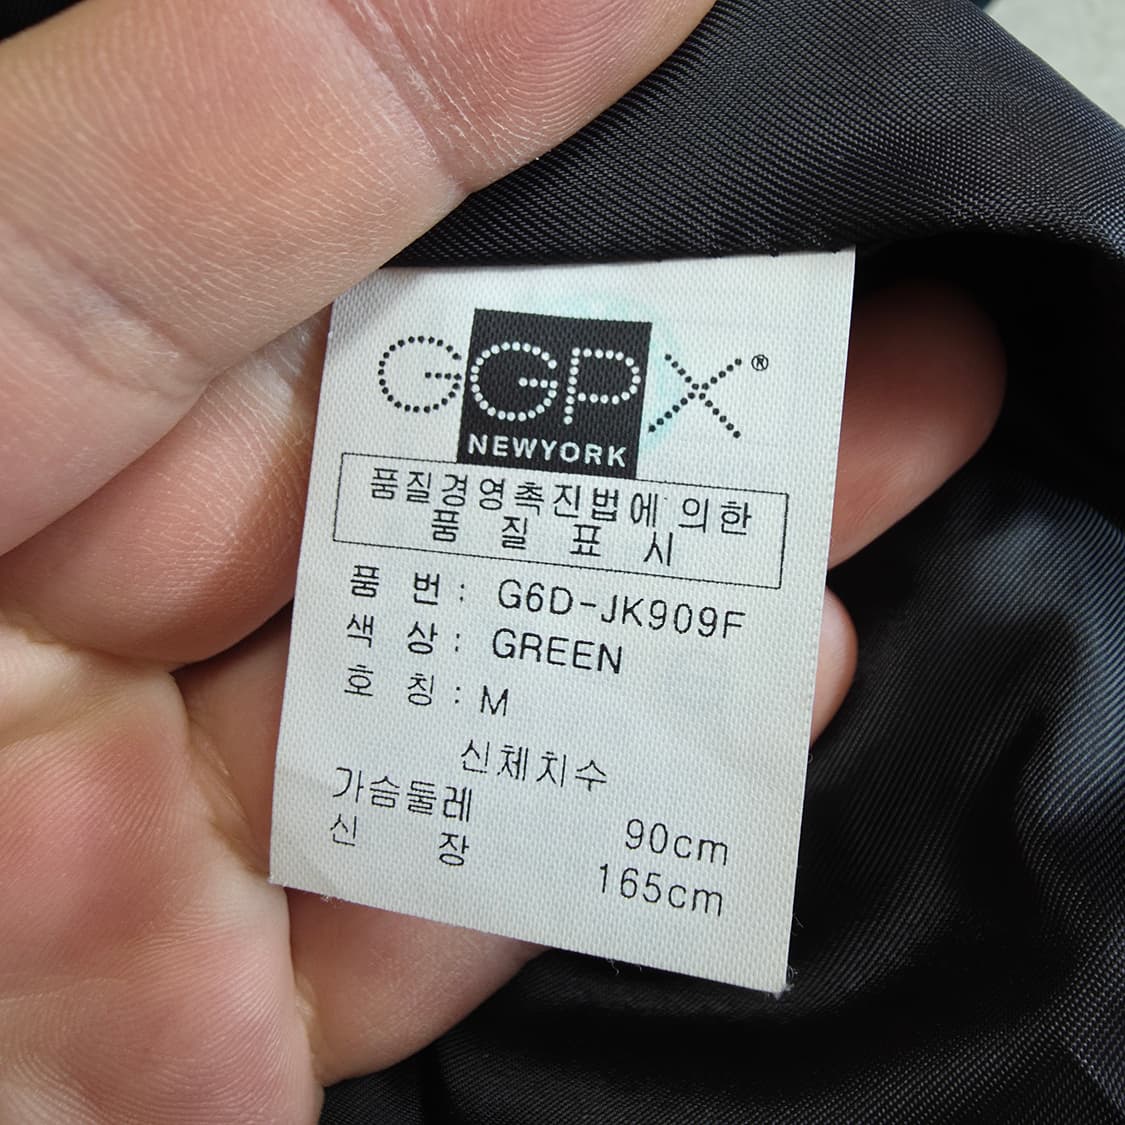 GGPX®
NEWYORK
품질경영촉진법에 의한
품 질 표 시
품 번 : G6D-JK909F
색 상 : GREEN
호 칭 : M
신체치수
가슴둘레 90cm
신 장 165cm